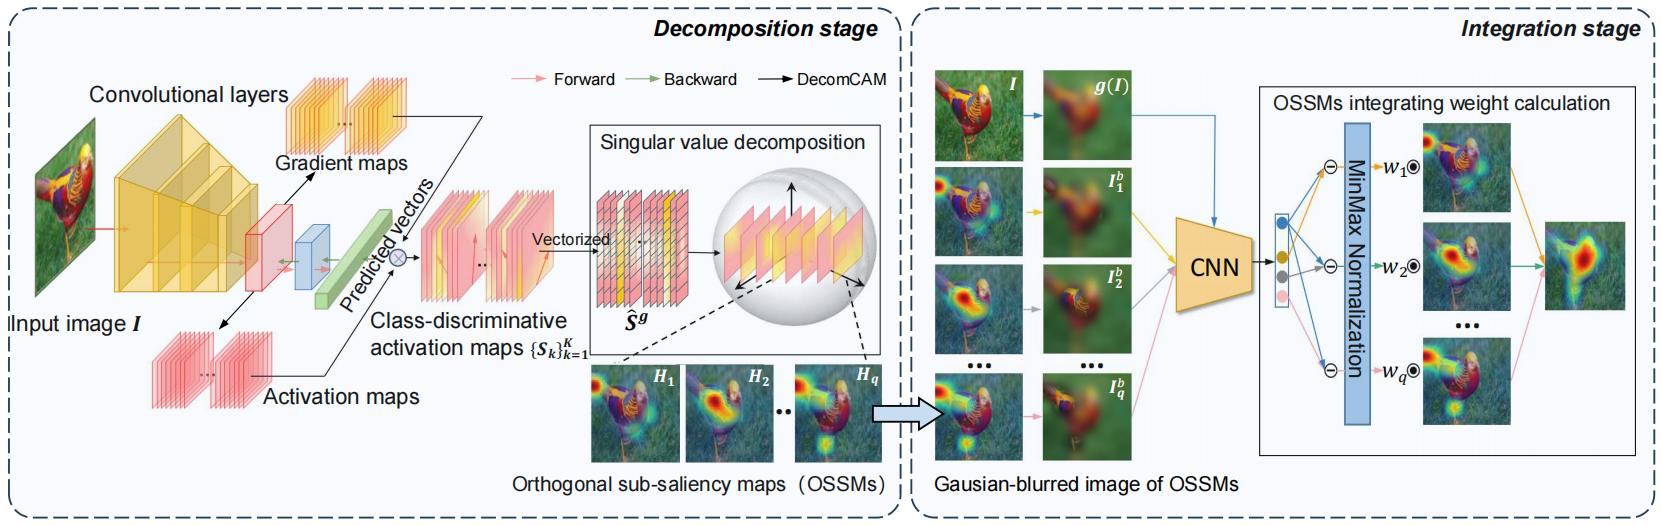 Decomposition stage
Forward
Backward
DecomCAM
Convolutional layers
Gradient maps
Predicted vectors
Input image I
Activation maps
Class-discriminative
activation maps {S_k}_{k=1}^{K}
Vectorized
Singular value decomposition
Ŝ^g
H_1
H_2
H_q
Orthogonal sub-saliency maps (OSSMs)
Integration stage
I
g(I)
I_1^b
I_2^b
I_q^b
Gaussian-blurred image of OSSMs
CNN
OSSMs integrating weight calculation
MinMax Normalization
w_1
w_2
w_q